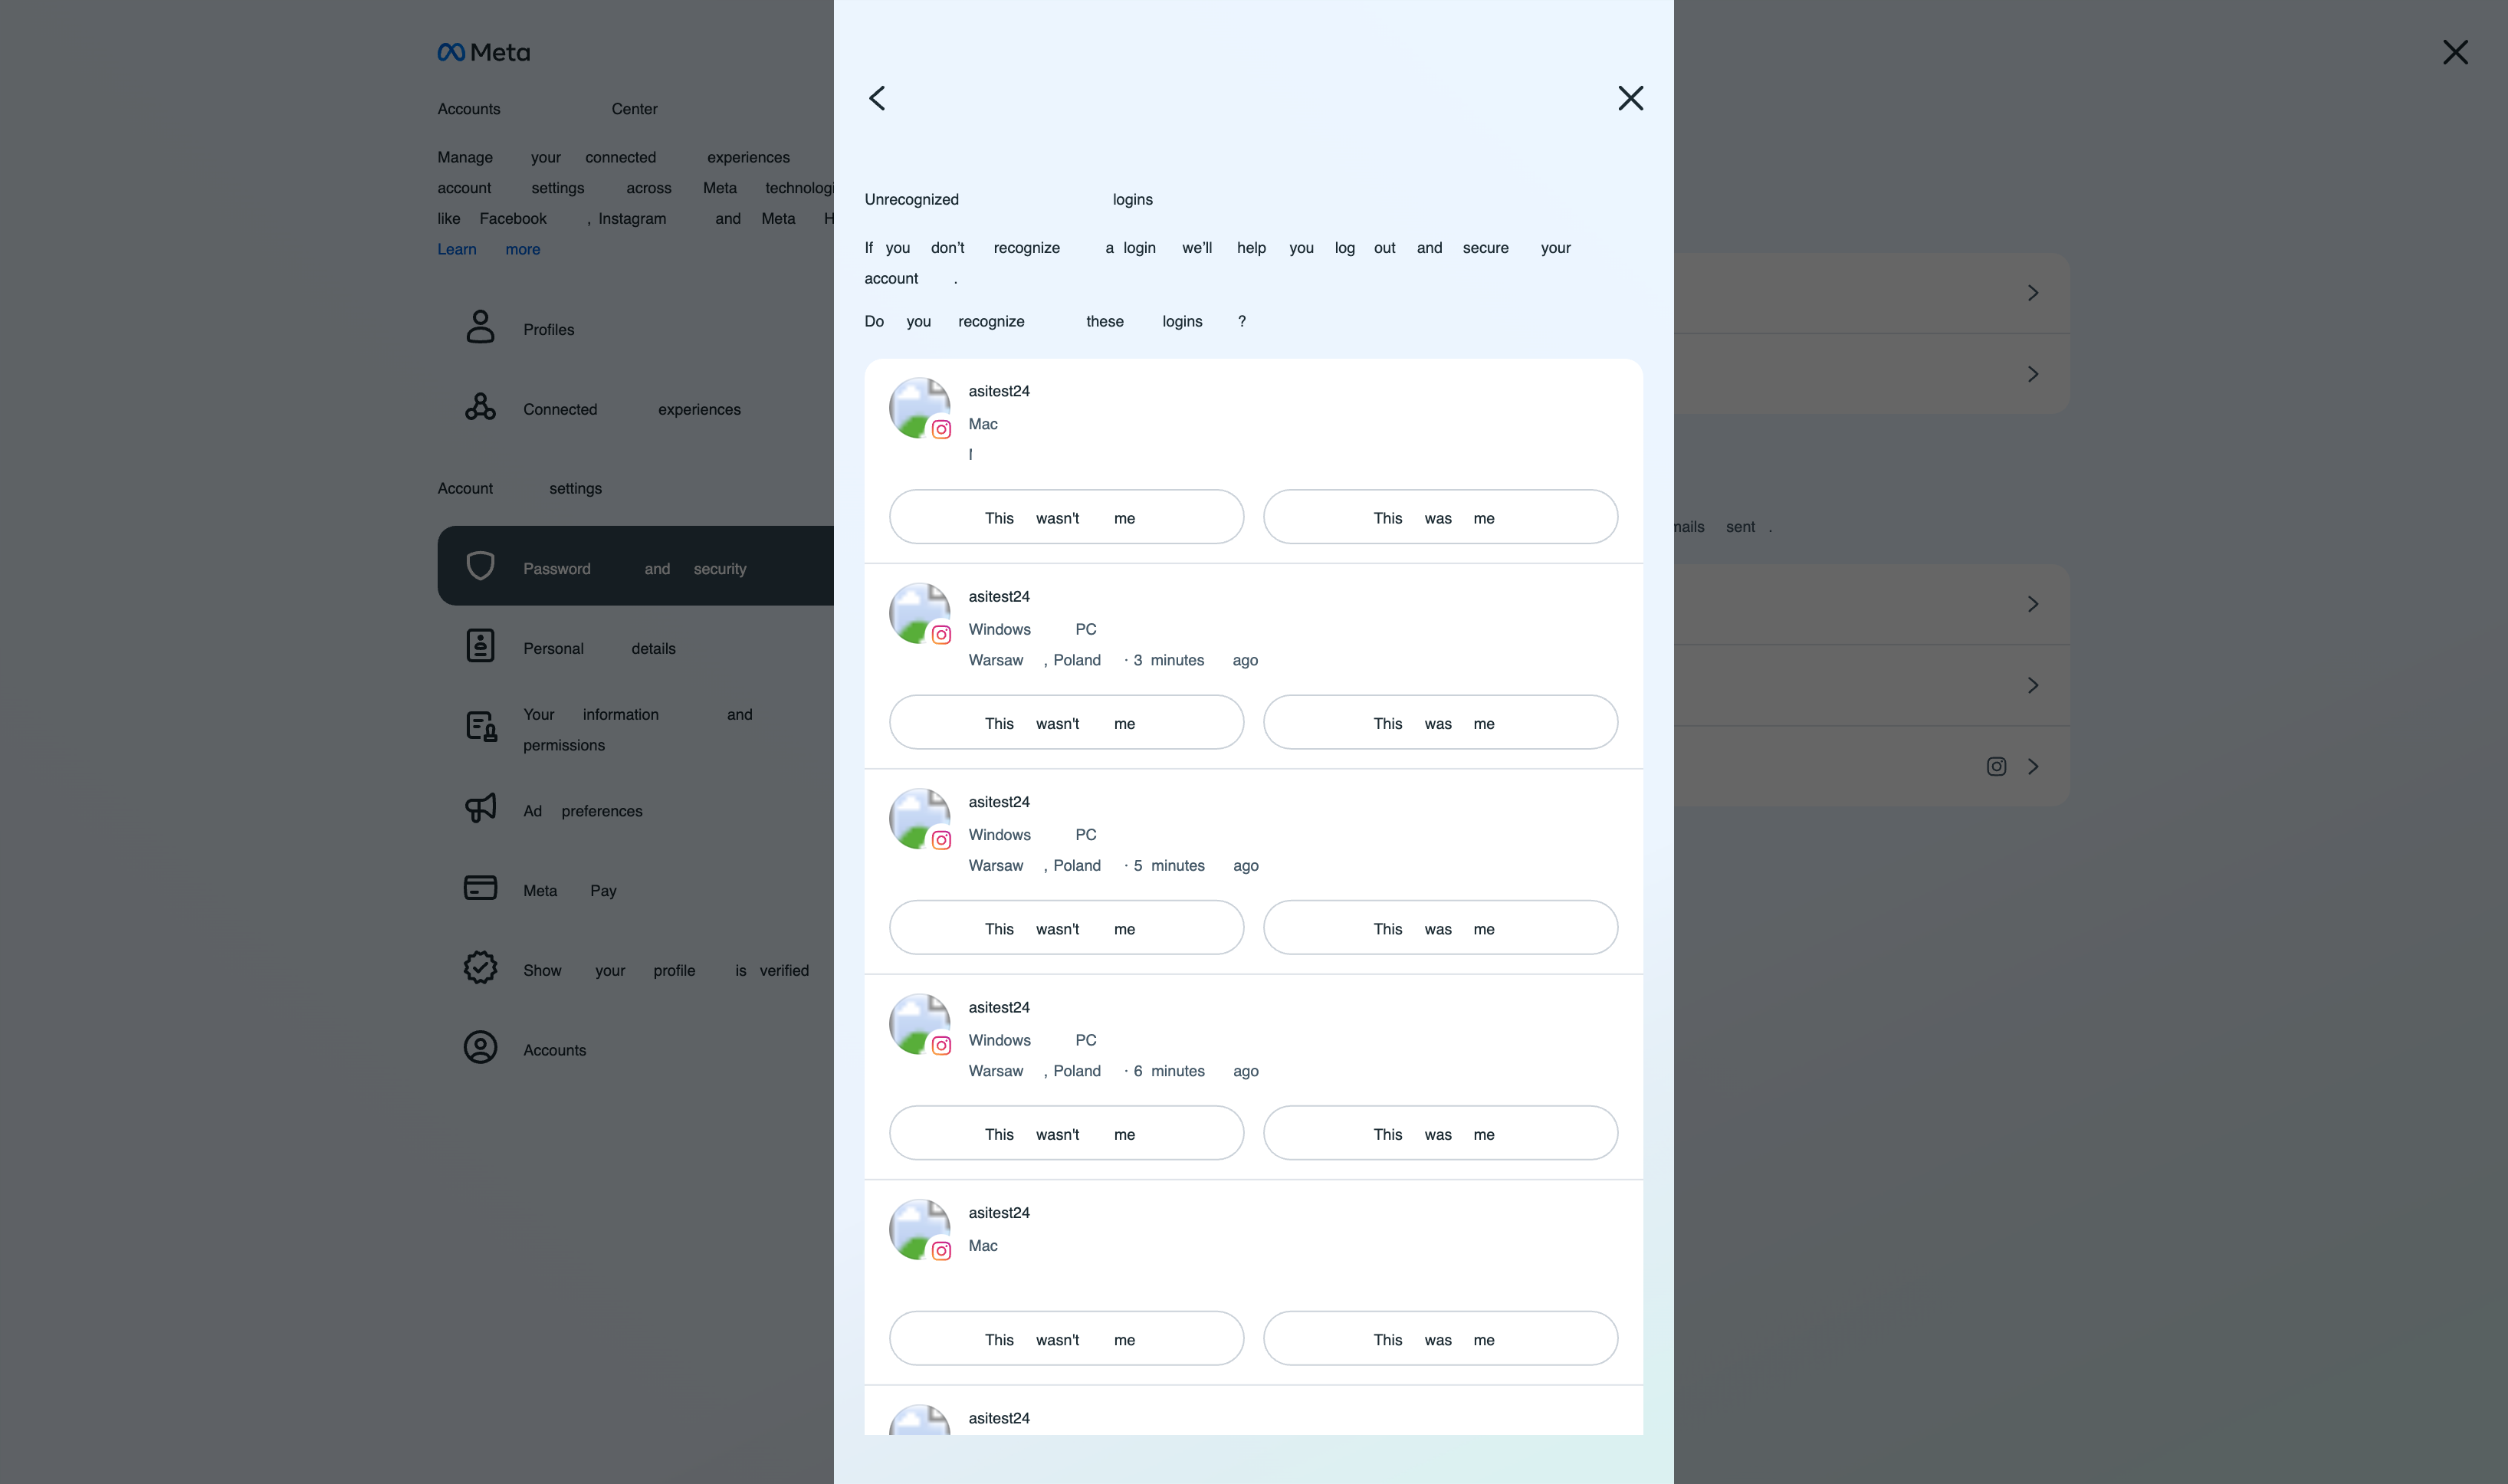 Meta
Accounts Center
Manage your connected experiences
account settings across Meta
like Facebook, Instagram and Meta
Learn more
Profiles
Connected experiences
Account settings
Password and security
Personal details
Your information and
permissions
Ad preferences
Meta Pay
Show your profile is verified
Accounts
Unrecognized logins
If you don’t recognize a login we’ll help you log out and secure your
account.
Do you recognize these logins?
asitest24
Mac
This wasn't me
This was me
asitest24
Windows PC
Warsaw, Poland · 3 minutes ago
This wasn't me
This was me
asitest24
Windows PC
Warsaw, Poland · 5 minutes ago
This wasn't me
This was me
asitest24
Windows PC
Warsaw, Poland · 6 minutes ago
This wasn't me
This was me
asitest24
Mac
This wasn't me
This was me
asitest24
sent.